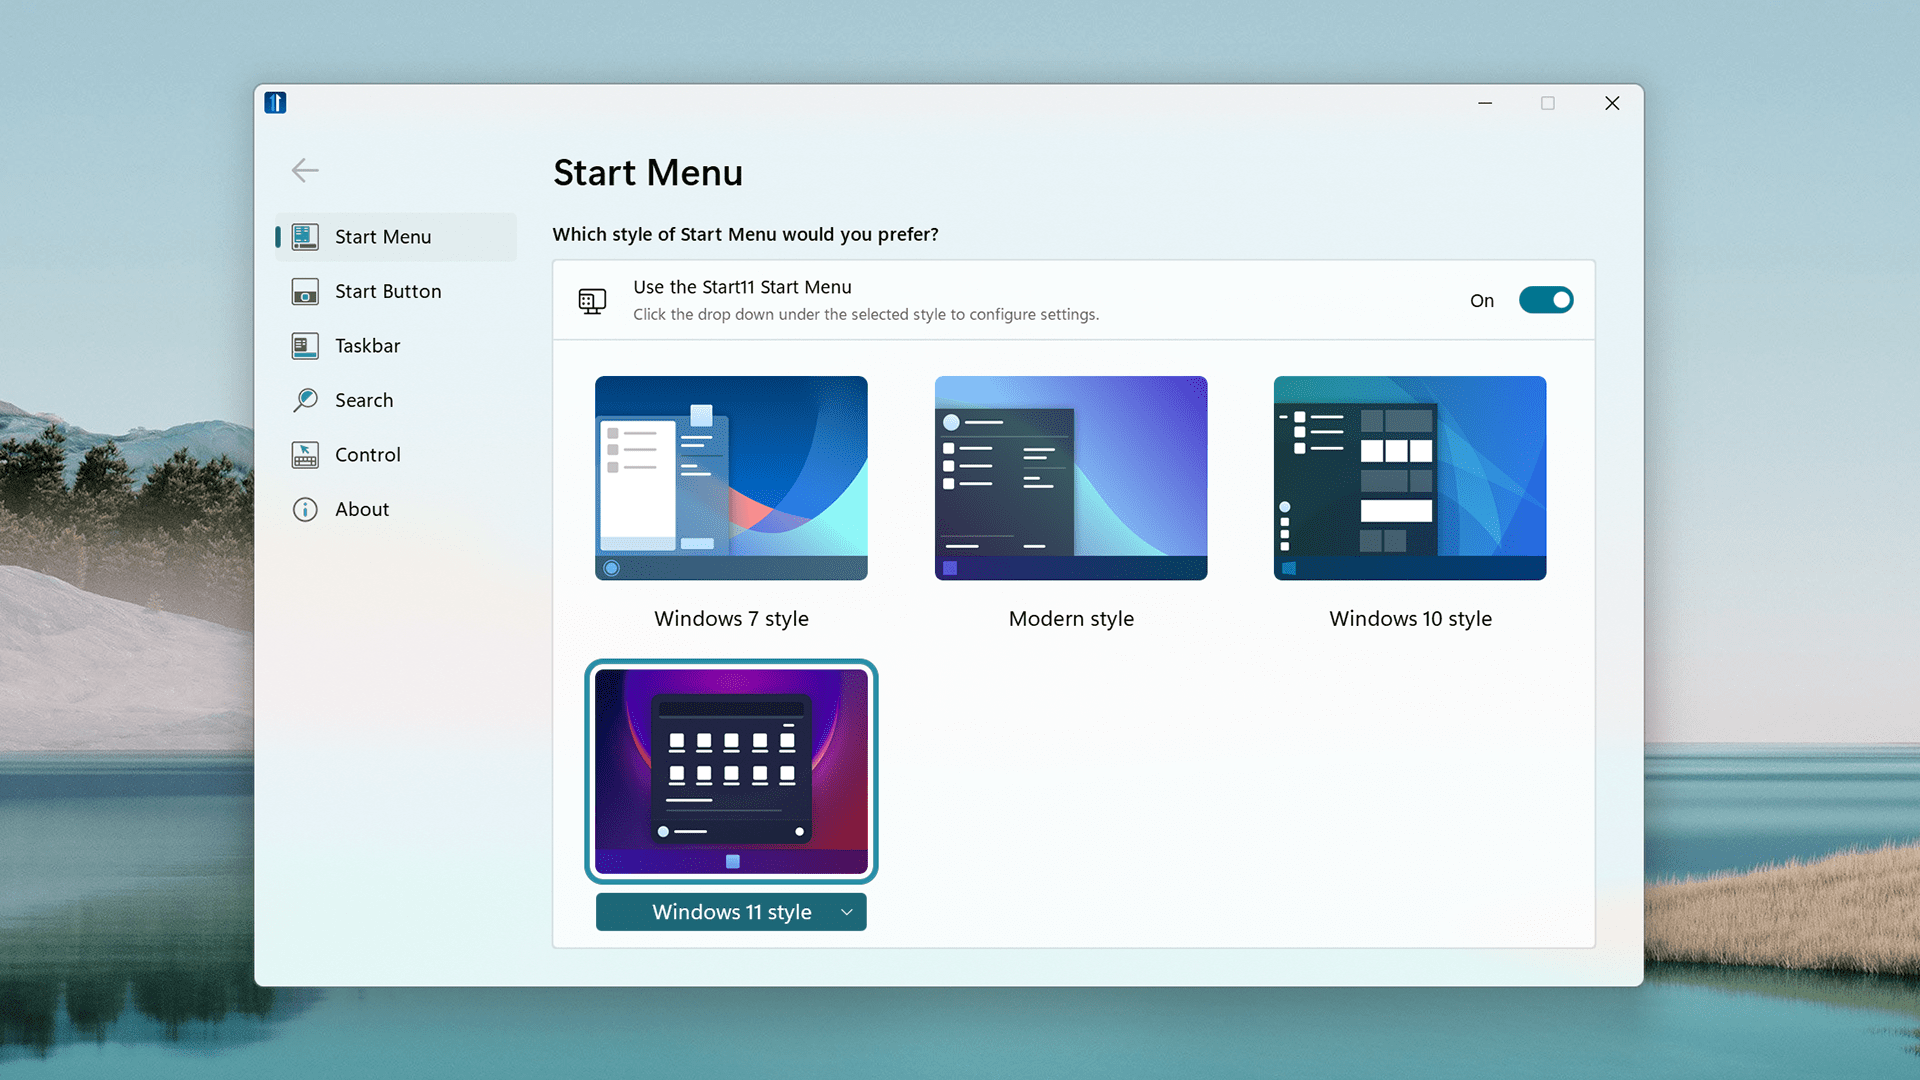 Start Menu
Start Button
Taskbar
Search
Control
About
Start Menu
Which style of Start Menu would you prefer?
Use the Start11 Start Menu
Click the drop down under the selected style to configure settings.
On
Windows 7 style
Modern style
Windows 10 style
Windows 11 style